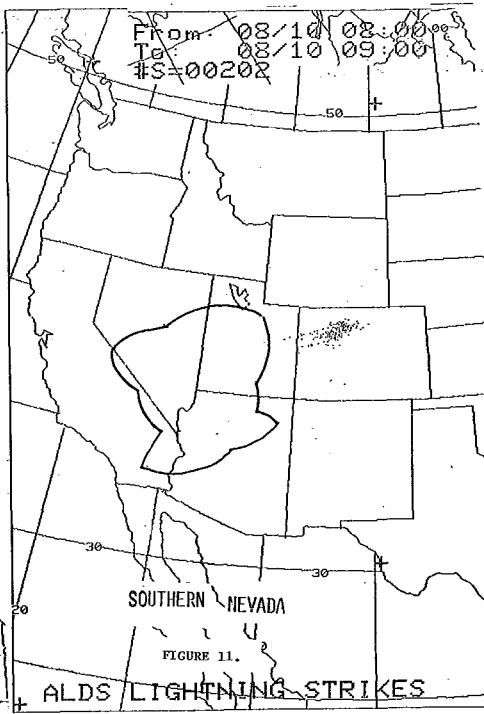 From: 08/10 08:00
To: 08/10 09:00
#S=00202
50
50
30
30
20
SOUTHERN NEVADA
FIGURE 11.
ALDS LIGHTNING STRIKES